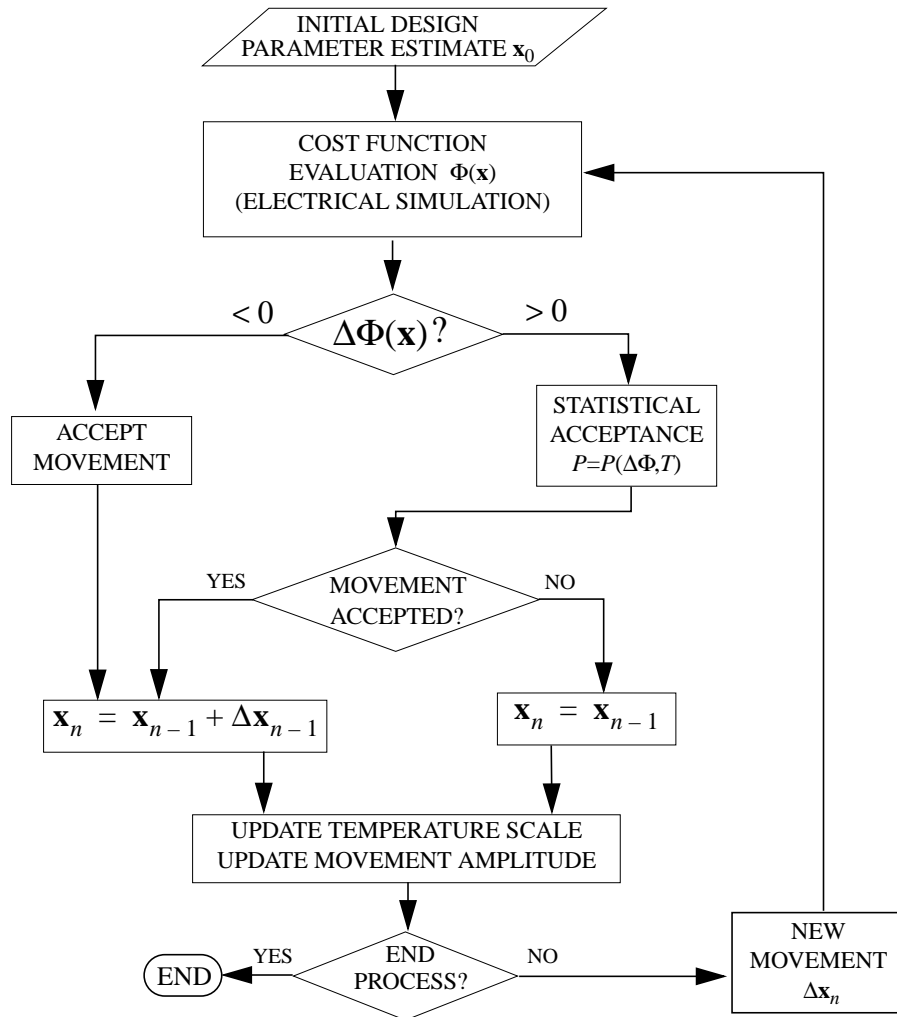 INITIAL DESIGN
PARAMETER ESTIMATE x₀
COST FUNCTION
EVALUATION Φ(x)
(ELECTRICAL SIMULATION)
< 0
> 0
ΔΦ(x)?
ACCEPT
MOVEMENT
STATISTICAL
ACCEPTANCE
P=P(ΔΦ,T)
YES
MOVEMENT
ACCEPTED?
NO
xₙ = xₙ₋₁ + Δxₙ₋₁
xₙ = xₙ₋₁
UPDATE TEMPERATURE SCALE
UPDATE MOVEMENT AMPLITUDE
END
YES
END
PROCESS?
NO
NEW
MOVEMENT
Δxₙ